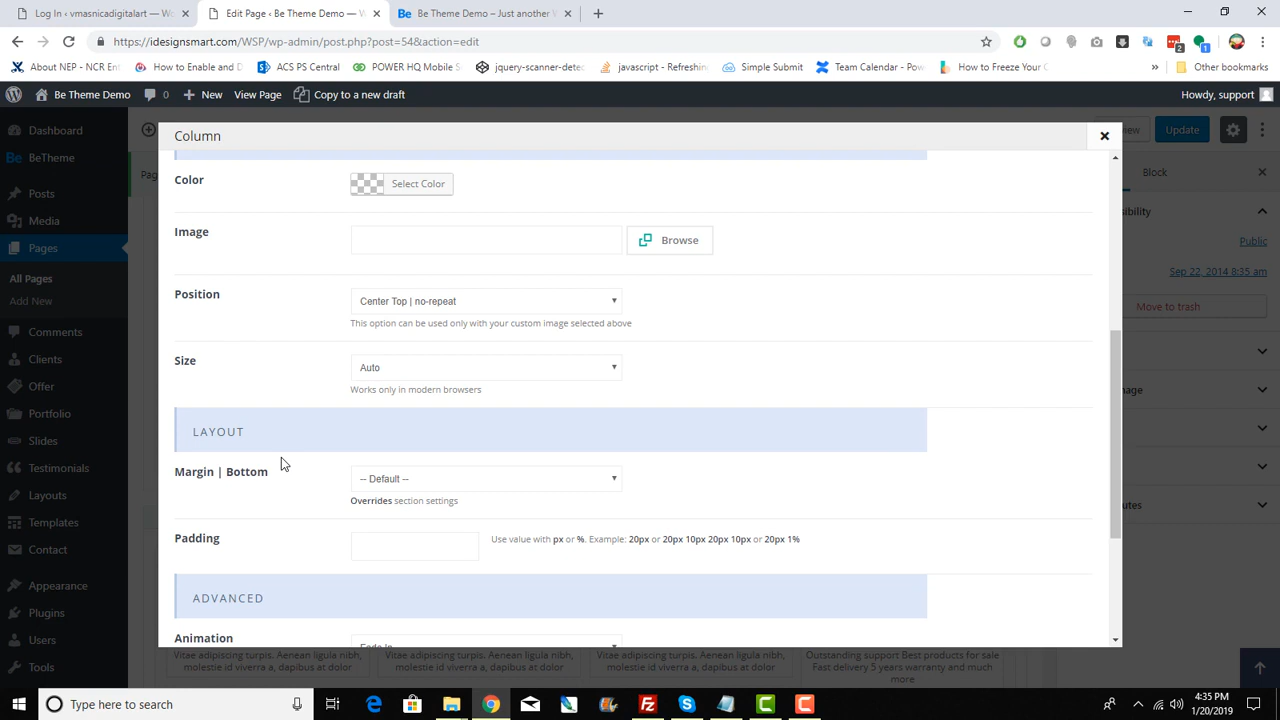 Log In ‹ vmasnicadigitalart — Wo
Edit Page ‹ Be Theme Demo — W
Be Theme Demo – Just another W
https://idesignsmart.com/WSP/wp-admin/post.php?post=54&action=edit
About NEP - NCR Ent
How to Enable and D
ACS PS Central
POWER HQ Mobile S
jquery-scanner-detec
javascript - Refreshing
Simple Submit
Team Calendar - Pow
How to Freeze Your C
Other bookmarks
Be Theme Demo
0
New
View Page
Copy to a new draft
Howdy, support
Dashboard
BeTheme
Posts
Media
Pages
All Pages
Add New
Comments
Clients
Offer
Portfolio
Slides
Testimonials
Layouts
Templates
Contact
Appearance
Plugins
Users
Tools
Column
Color
Select Color
Image
Browse
Position
Center Top | no-repeat
This option can be used only with your custom image selected above
Size
Auto
Works only in modern browsers
LAYOUT
Margin | Bottom
-- Default --
Overrides section settings
Padding
Use value with px or %. Example: 20px or 20px 10px 20px 10px or 20px 1%
ADVANCED
Animation
Fade In
Update
Block
Public
Sep 22, 2014 8:35 am
Move to trash
Vitae adipiscing turpis. Aenean ligula nibh, molestie id viverra a, dapibus at dolor
Vitae adipiscing turpis. Aenean ligula nibh, molestie id viverra a, dapibus at dolor
Vitae adipiscing turpis. Aenean ligula nibh, molestie id viverra a, dapibus at dolor
Outstanding support Best products for sale
Fast delivery 5 years warranty and much
more
Type here to search
4:35 PM
1/20/2019